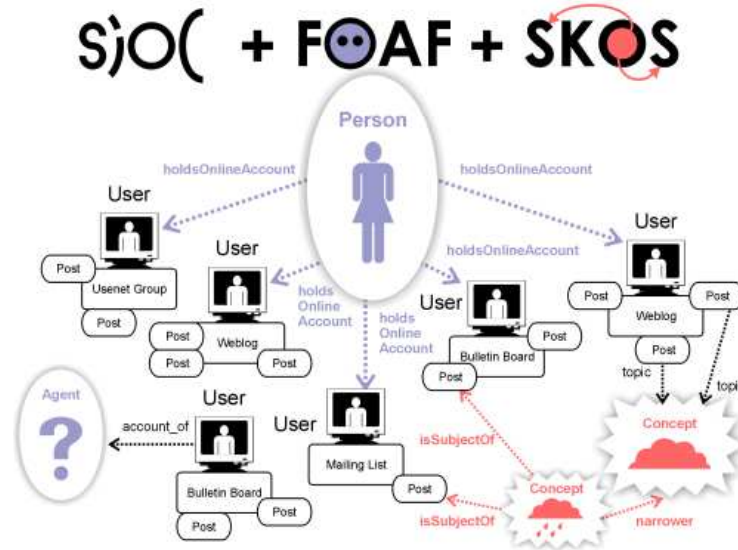 SiOC + FOAF + SKOS
Person
holdsOnlineAccount
holdsOnlineAccount
User
User
User
holdsOnlineAccount
Post
Usenet Group
Post
holds
Online
Account
holds
Online
Account
User
Post
Weblog
Post
Post
Post
Bulletin Board
Post
Post
Post
Weblog
Post
topic
topi
Agent
account_of
User
Bulletin Board
Post
Post
User
Mailing List
Post
isSubjectOf
isSubjectOf
Concept
Concept
narrower